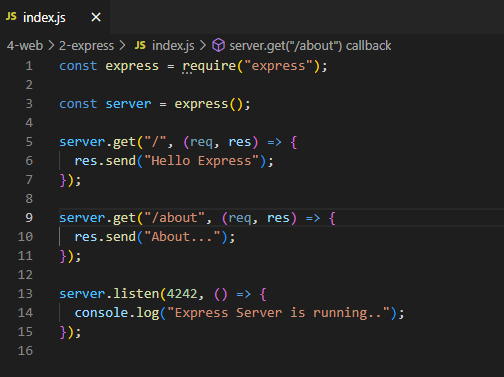 JS index.js ×
4-web > 2-express > JS index.js > server.get("/about") callback
1 const express = require("express");
2
3 const server = express();
4
5 server.get("/", (req, res) => {
6   res.send("Hello Express");
7 });
8
9 server.get("/about", (req, res) => {
10   res.send("About...");
11 });
12
13 server.listen(4242, () => {
14   console.log("Express Server is running..");
15 });
16